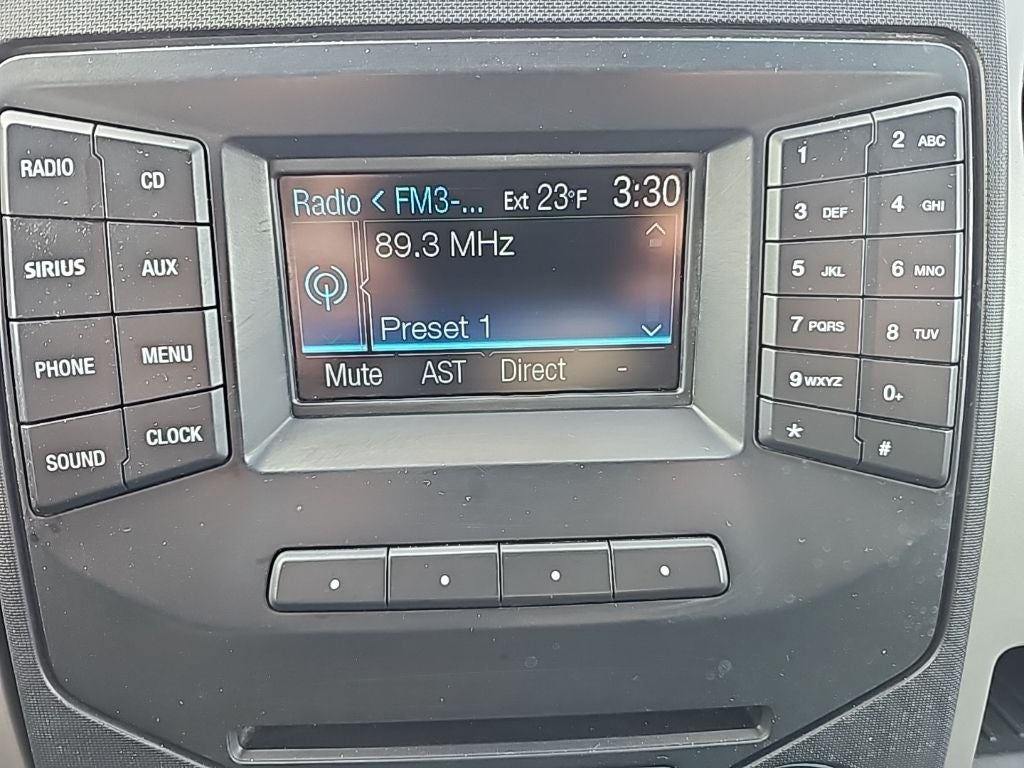 RADIO
CD
SIRIUS
AUX
PHONE
MENU
SOUND
CLOCK
Radio < FM3-... Ext 23°F 3:30
89.3 MHz
Preset 1
Mute AST Direct -
1
2 ABC
3 DEF
4 GHI
5 JKL
6 MNO
7 PQRS
8 TUV
9 WXYZ
0+
*
#